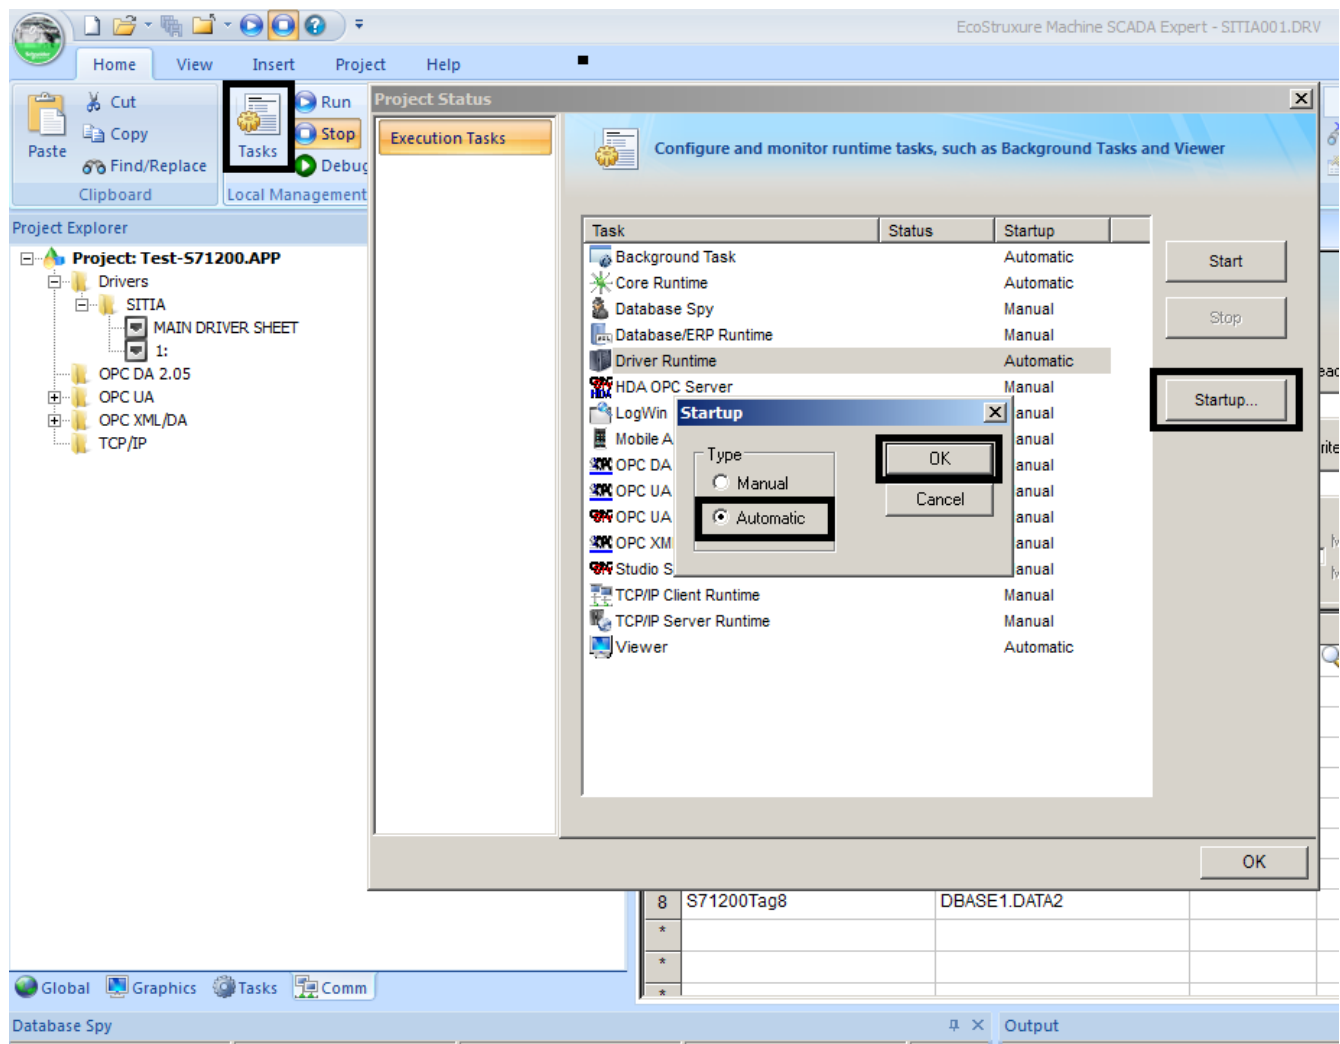 EcoStruxure Machine SCADA Expert - SITIA001.DRV
Home View Insert Project Help
Paste
Cut
Copy
Find/Replace
Clipboard
Tasks
Run
Stop
Debug
Local Management
Project Explorer
Project: Test-S71200.APP
Drivers
SITIA
MAIN DRIVER SHEET
1:
OPC DA 2.05
OPC UA
OPC XML/DA
TCP/IP
Project Status
Execution Tasks
Configure and monitor runtime tasks, such as Background Tasks and Viewer
Task Status Startup
Background Task Automatic
Core Runtime Automatic
Database Spy Manual
Database/ERP Runtime Manual
Driver Runtime Automatic
HDA OPC Server Manual
LogWin anual
Mobile A anual
OPC DA anual
OPC UA anual
OPC UA anual
OPC XM anual
Studio S anual
TCP/IP Client Runtime Manual
TCP/IP Server Runtime Manual
Viewer Automatic
Start
Stop
Startup...
Startup
Type
Manual
Automatic
OK
Cancel
OK
8 S71200Tag8 DBASE1.DATA2
*
*
*
Global Graphics Tasks Comm
Database Spy
Output